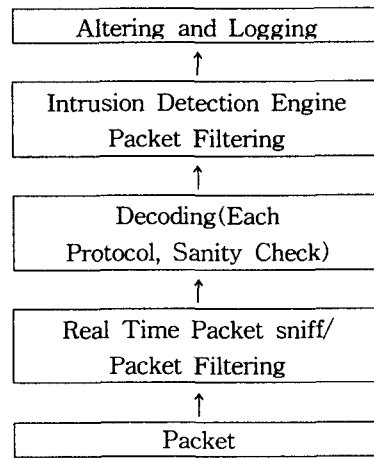 Altering and Logging
↑
Intrusion Detection Engine
Packet Filtering
↑
Decoding(Each
Protocol, Sanity Check)
↑
Real Time Packet sniff/
Packet Filtering
↑
Packet